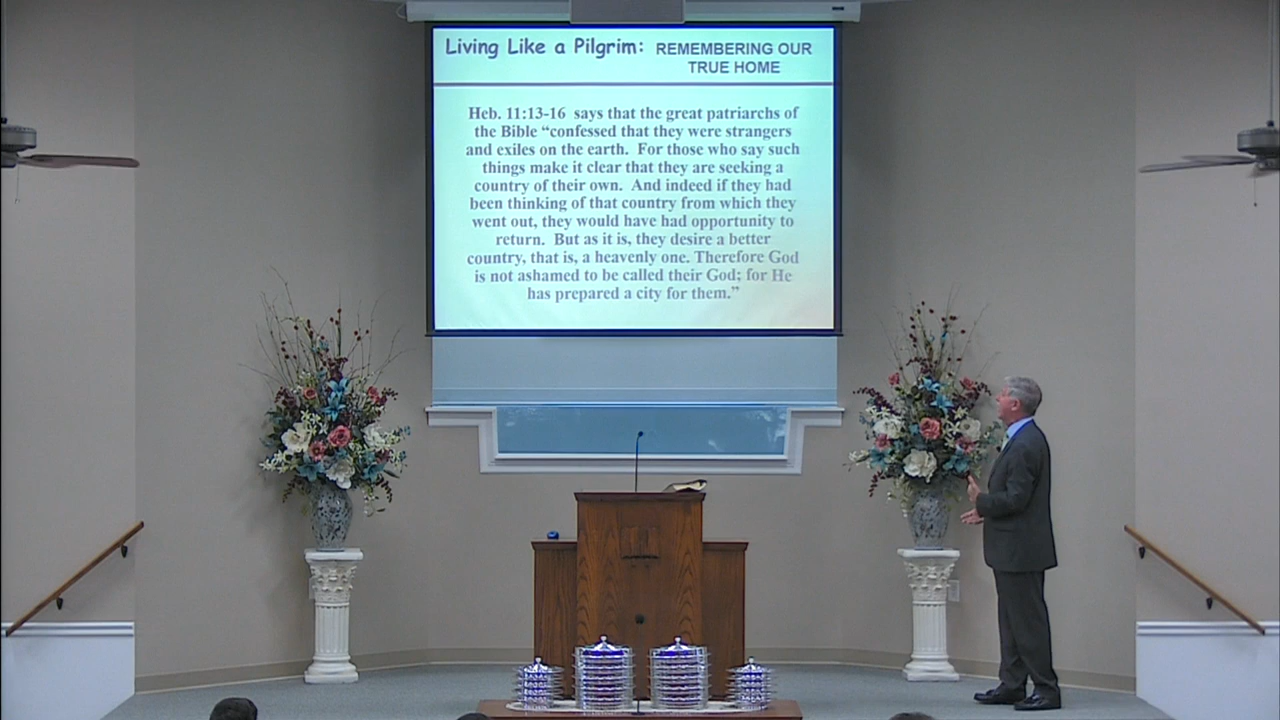 Living Like a Pilgrim: REMEMBERING OUR
TRUE HOME
Heb. 11:13-16 says that the great patriarchs of
the Bible “confessed that they were strangers
and exiles on the earth. For those who say such
things make it clear that they are seeking a
country of their own. And indeed if they had
been thinking of that country from which they
went out, they would have had opportunity to
return. But as it is, they desire a better
country, that is, a heavenly one. Therefore God
is not ashamed to be called their God; for He
has prepared a city for them.”